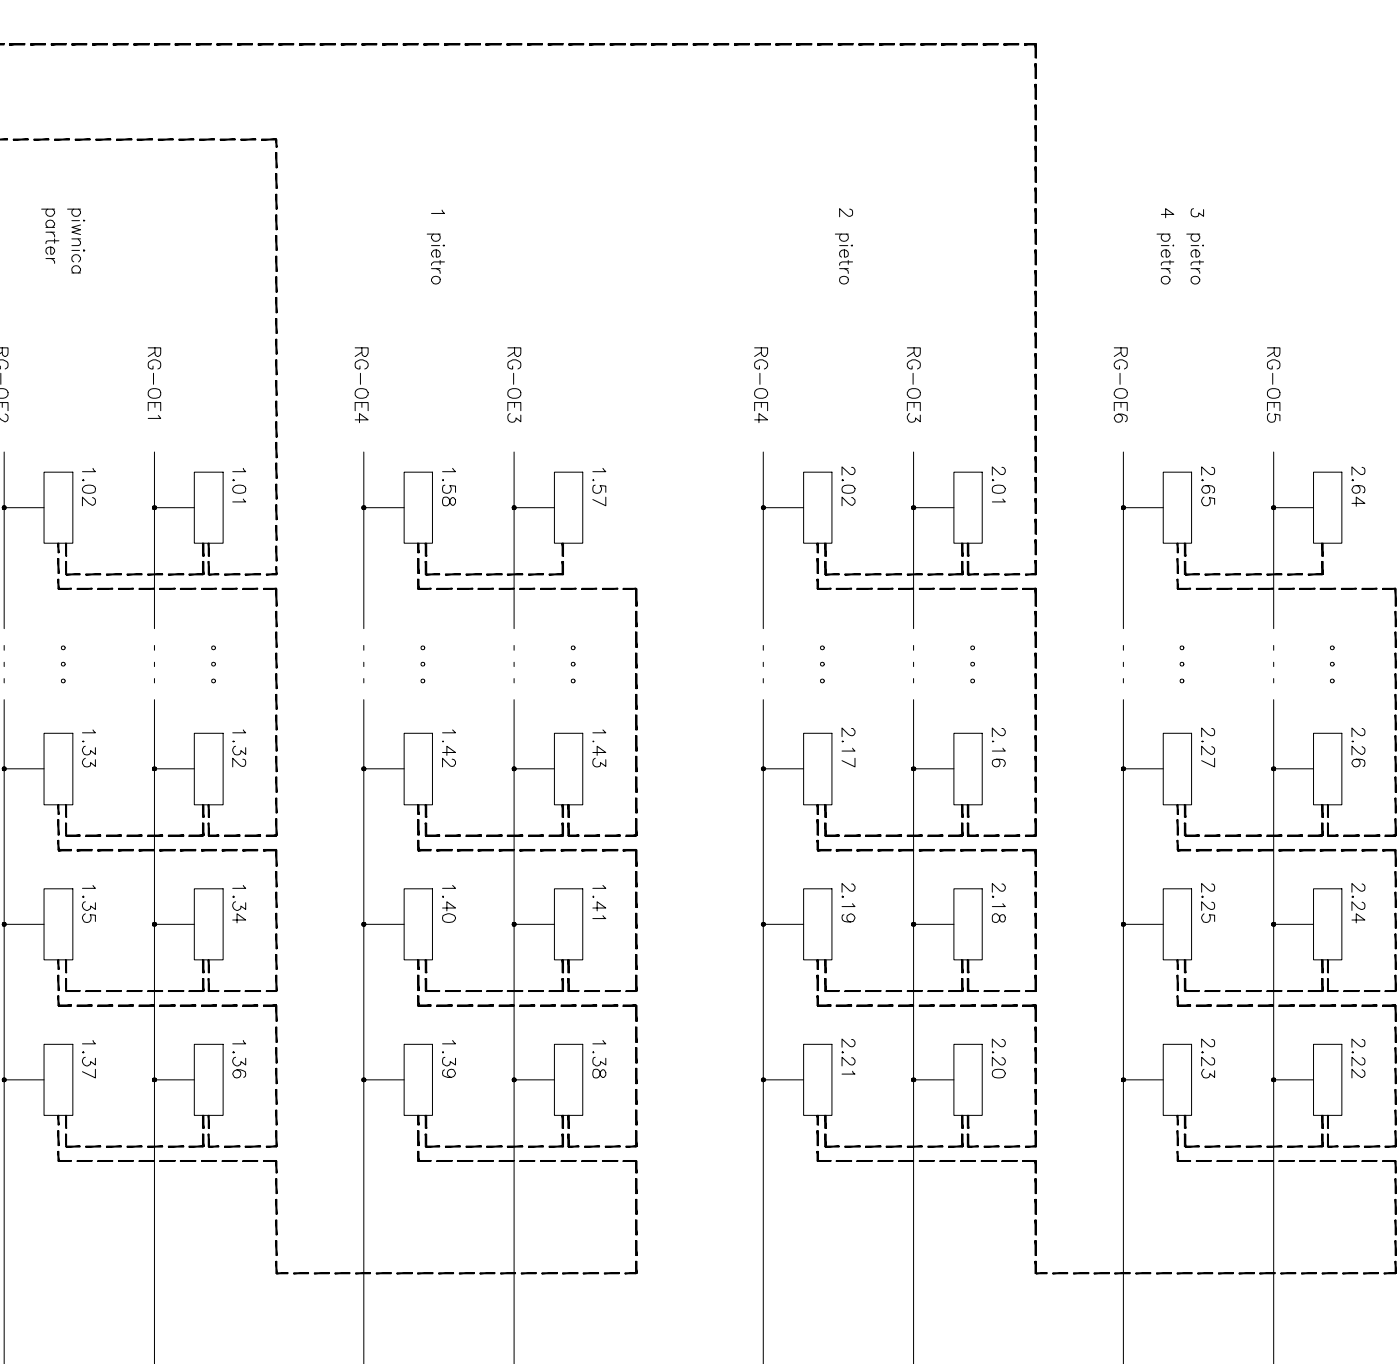 3 pietro
4 pietro
2.64 2.26 2.24 2.22
RG-OE5
2.65 2.27 2.25 2.23
RG-OE6
2 pietro
2.01 2.16 2.18 2.20
RG-OE3
2.02 2.17 2.19 2.21
RG-OE4
1 pietro
1.57 1.43 1.41 1.38
RG-OE3
1.58 1.42 1.40 1.39
RG-OE4
piwnica
parter
1.01 1.32 1.34 1.36
RG-OE1
1.02 1.33 1.35 1.37
RG-OE2